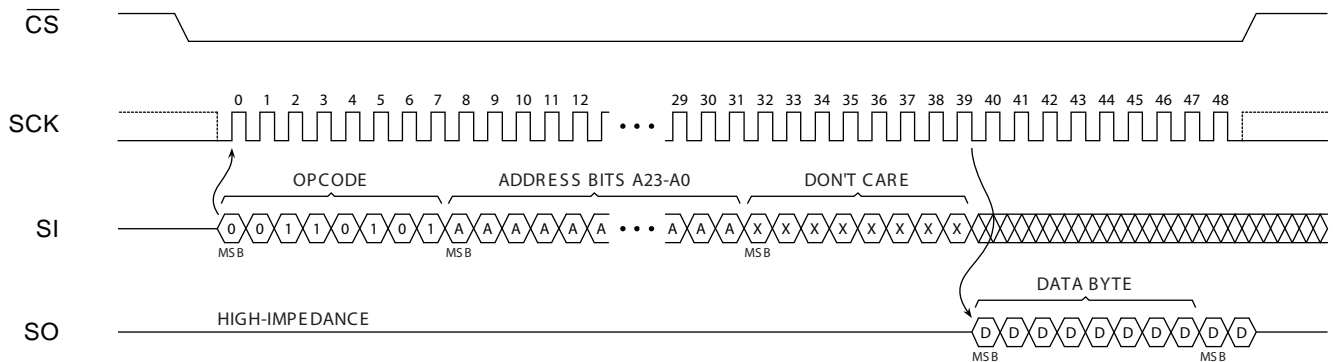 CS
SCK
0 1 2 3 4 5 6 7 8 9 10 11 12 29 30 31 32 33 34 35 36 37 38 39 40 41 42 43 44 45 46 47 48
• • •
OPCODE ADDRESS BITS A23-A0 DON'T CARE
SI
0 0 1 1 0 1 0 1 A A A A A A • • • A A A X X X X X X X X
MSB MSB MSB
DATA BYTE
HIGH-IMPEDANCE
SO
D D D D D D D D D D
MSB MSB